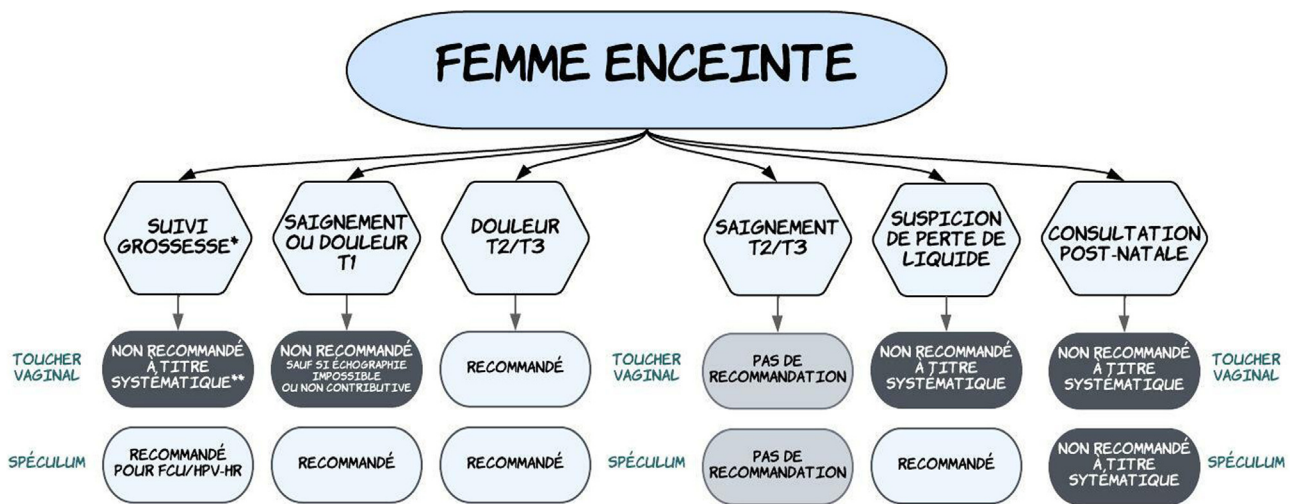 FEMME ENCEINTE
SUIVI
GROSSESSE*
SAIGNEMENT
OU DOULEUR
T1
DOULEUR
T2/T3
SAIGNEMENT
T2/T3
SUSPICION
DE PERTE DE
LIQUIDE
CONSULTATION
POST-NATALE
TOUCHER
VAGINAL
NON RECOMMANDÉ
À TITRE
SYSTÉMATIQUE**
NON RECOMMANDÉ
SAUF SI ÉCHOGRAPHIE
IMPOSSIBLE
OU NON CONTRIBUTIVE
RECOMMANDÉ
TOUCHER
VAGINAL
PAS DE
RECOMMANDATION
NON RECOMMANDÉ
À TITRE
SYSTÉMATIQUE
NON RECOMMANDÉ
À TITRE
SYSTÉMATIQUE
TOUCHER
VAGINAL
SPÉCULUM
RECOMMANDÉ
POUR FCU/HPV-HR
RECOMMANDÉ
RECOMMANDÉ
SPÉCULUM
PAS DE
RECOMMANDATION
RECOMMANDÉ
NON RECOMMANDÉ
À TITRE
SYTÉMATIQUE
SPÉCULUM